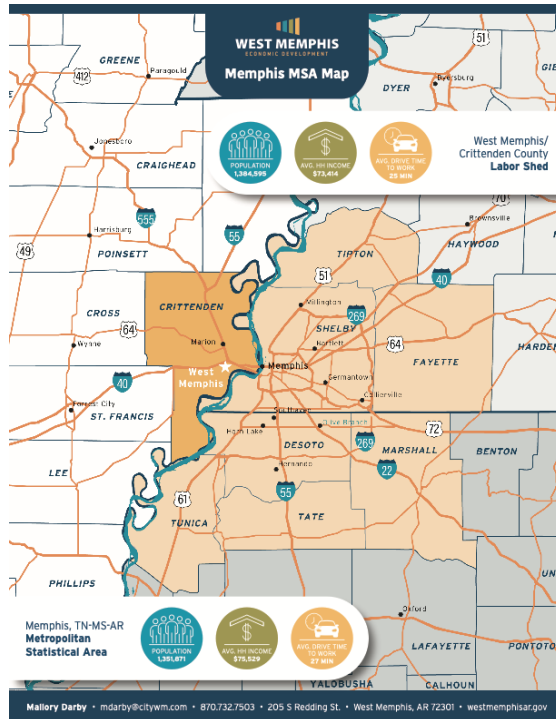 WEST MEMPHIS
ECONOMIC DEVELOPMENT
Memphis MSA Map
51
GREENE
412
Paragould
DYER
Dyersburg
Jonesboro
CRAIGHEAD
POPULATION
1,384,595
AVG. HH INCOME
$73,414
AVG. DRIVE TIME
TO WORK
25 MIN
West Memphis/
Crittenden County
Labor Shed
70
Brownsville
HAYWOOD
555
55
Harrisburg
49
POINSETT
TIPTON
51
40
CROSS
CRITTENDEN
Millington
269
SHELBY
64
Wynne
Marion
Bartlett
64
West
Memphis
Memphis
FAYETTE
HARDE
Germantown
40
Collierville
Forrest City
ST. FRANCIS
Southaven
Horn Lake
Olive Branch
72
DESOTO
269
MARSHALL
BENTON
LEE
Hernando
22
55
61
TUNICA
TATE
PHILLIPS
UN
Oxford
LAFAYETTE
PONTOTO
YALOBUSHA
CALHOUN
Memphis, TN-MS-AR
Metropolitan
Statistical Area
POPULATION
1,351,871
AVG. HH INCOME
$75,529
AVG. DRIVE TIME
TO WORK
27 MIN
Mallory Darby • mdarby@citywm.com • 870.732.7503 • 205 S Redding St. • West Memphis, AR 72301 • westmemphisar.gov